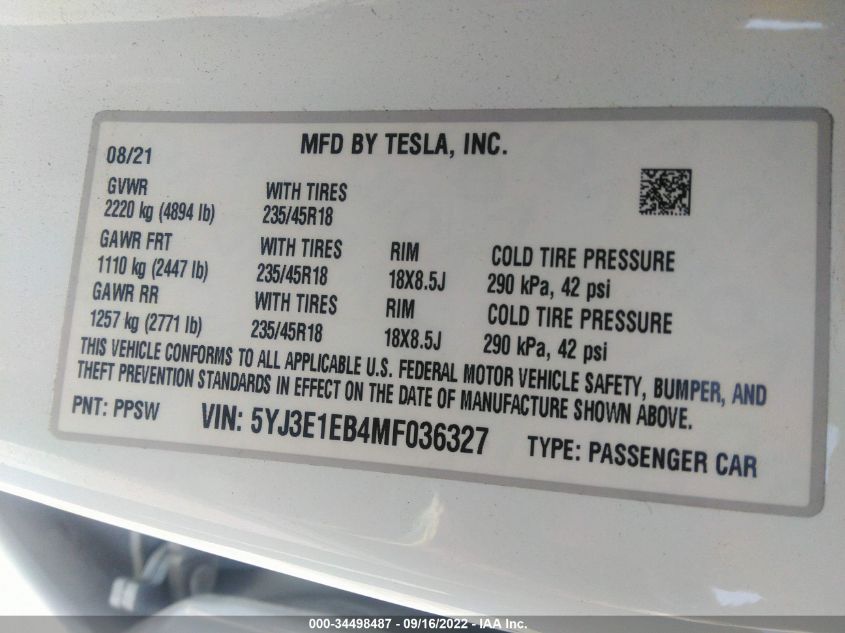 MFD BY TESLA, INC.
08/21
GVWR WITH TIRES
2220 kg (4894 lb) 235/45R18
GAWR FRT WITH TIRES RIM COLD TIRE PRESSURE
1110 kg (2447 lb) 235/45R18 18X8.5J 290 kPa, 42 psi
GAWR RR WITH TIRES RIM COLD TIRE PRESSURE
1257 kg (2771 lb) 235/45R18 18X8.5J 290 kPa, 42 psi
THIS VEHICLE CONFORMS TO ALL APPLICABLE U.S. FEDERAL MOTOR VEHICLE SAFETY, BUMPER, AND
THEFT PREVENTION STANDARDS IN EFFECT ON THE DATE OF MANUFACTURE SHOWN ABOVE.
PNT: PPSW VIN: 5YJ3E1EB4MF036327 TYPE: PASSENGER CAR
000-34498487 - 09/16/2022 - IAA Inc.